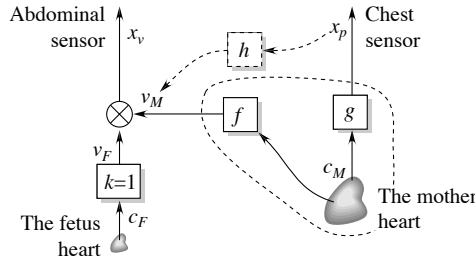 Abdominal
sensor
x_v
Chest
sensor
x_p
h
v_M
f
g
v_F
k=1
c_M
c_F
The fetus
heart
The mother
heart